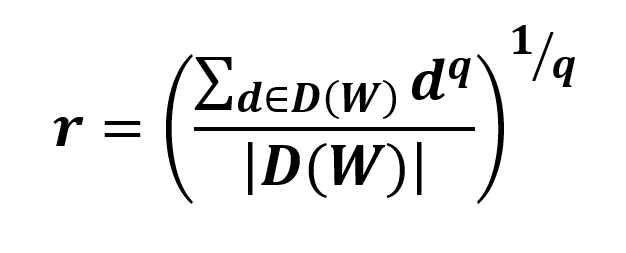 r = (∑_{d∈D(W)} d^q / |D(W)|)^{1/q}